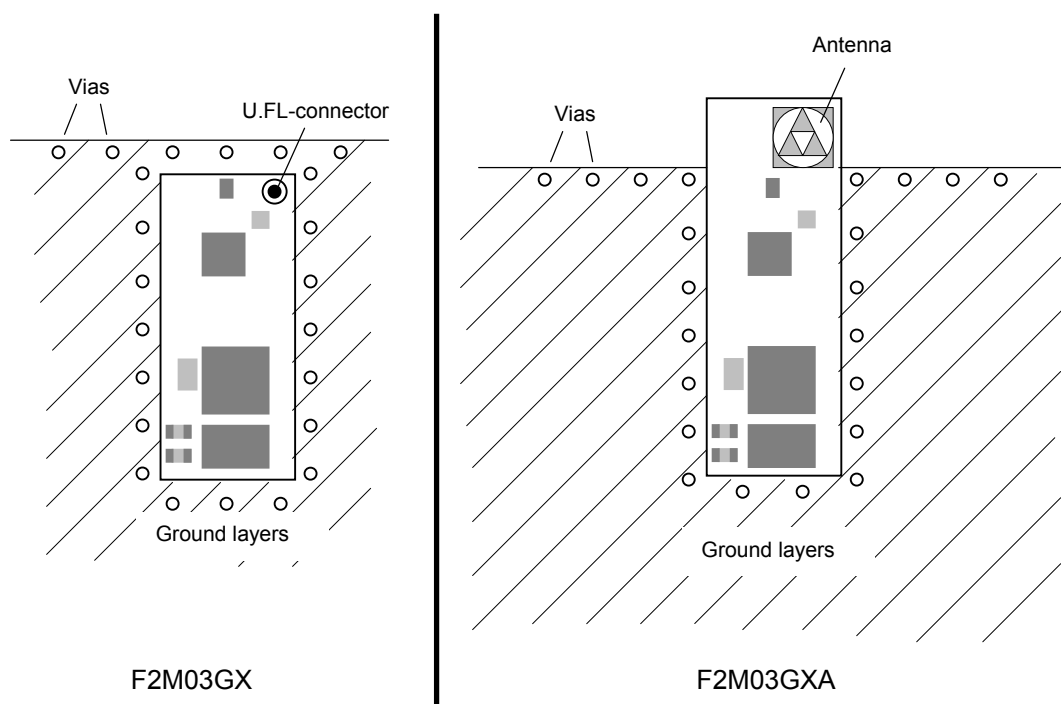 Vias
U.FL-connector
Ground layers
F2M03GX
Antenna
Vias
Ground layers
F2M03GXA